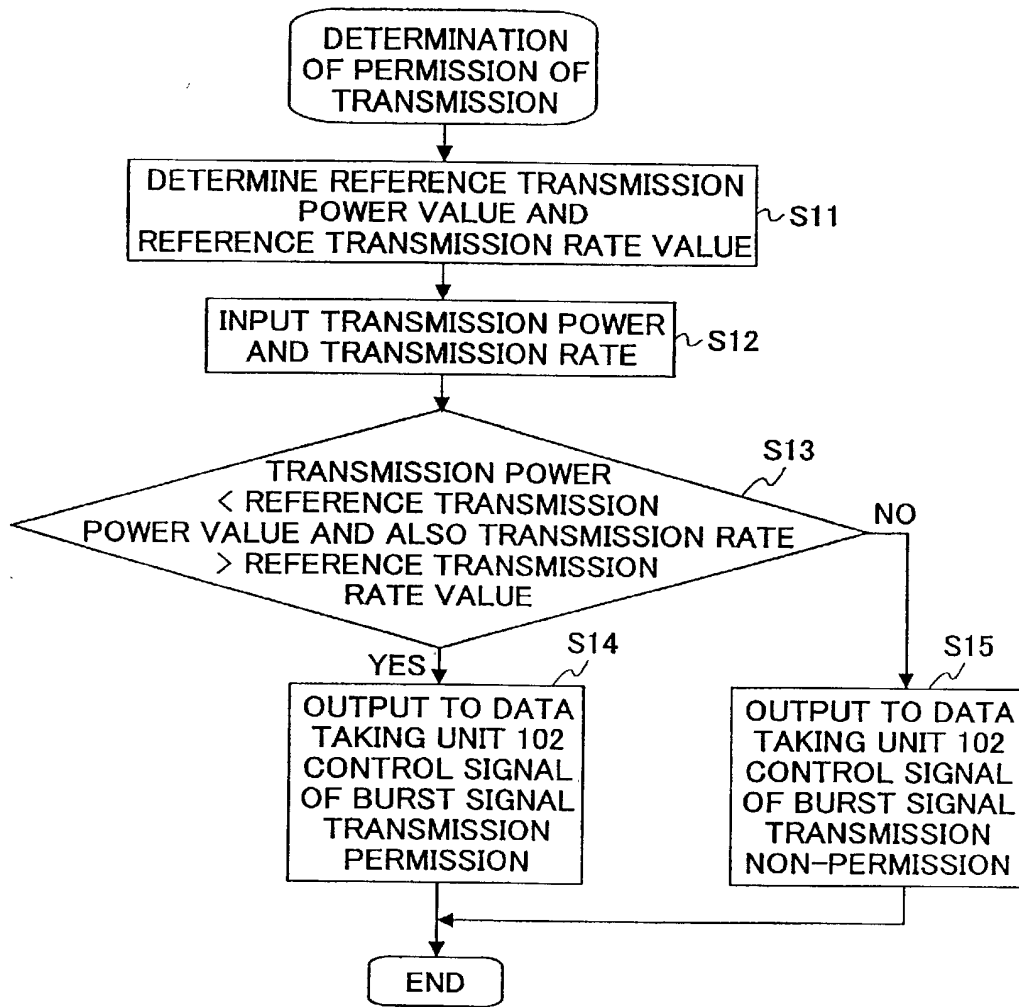 DETERMINATION
OF PERMISSION OF
TRANSMISSION
DETERMINE REFERENCE TRANSMISSION
POWER VALUE AND
REFERENCE TRANSMISSION RATE VALUE
S11
INPUT TRANSMISSION POWER
AND TRANSMISSION RATE
S12
S13
TRANSMISSION POWER
< REFERENCE TRANSMISSION
POWER VALUE AND ALSO TRANSMISSION RATE
> REFERENCE TRANSMISSION
RATE VALUE
NO
YES
S14
OUTPUT TO DATA
TAKING UNIT 102
CONTROL SIGNAL
OF BURST SIGNAL
TRANSMISSION
PERMISSION
S15
OUTPUT TO DATA
TAKING UNIT 102
CONTROL SIGNAL
OF BURST SIGNAL
TRANSMISSION
NON-PERMISSION
END